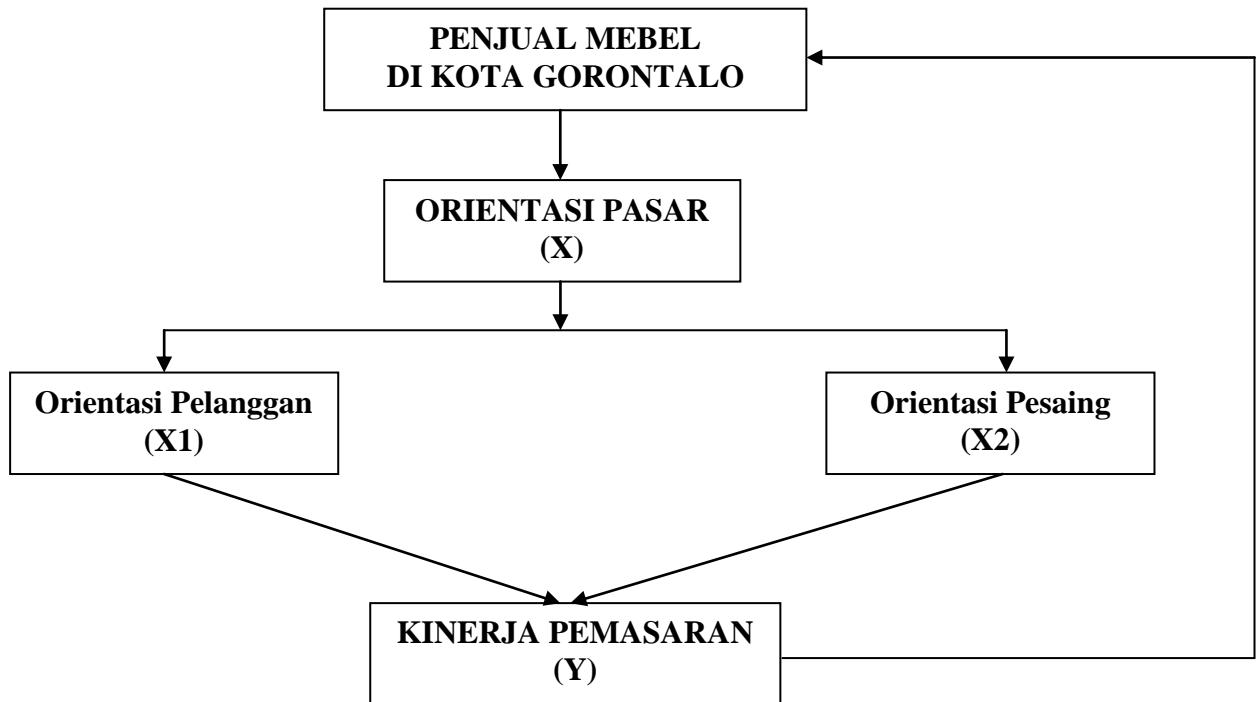 PENJUAL MEBEL
DI KOTA GORONTALO
ORIENTASI PASAR
(X)
Orientasi Pelanggan
(X1)
Orientasi Pesaing
(X2)
KINERJA PEMASARAN
(Y)